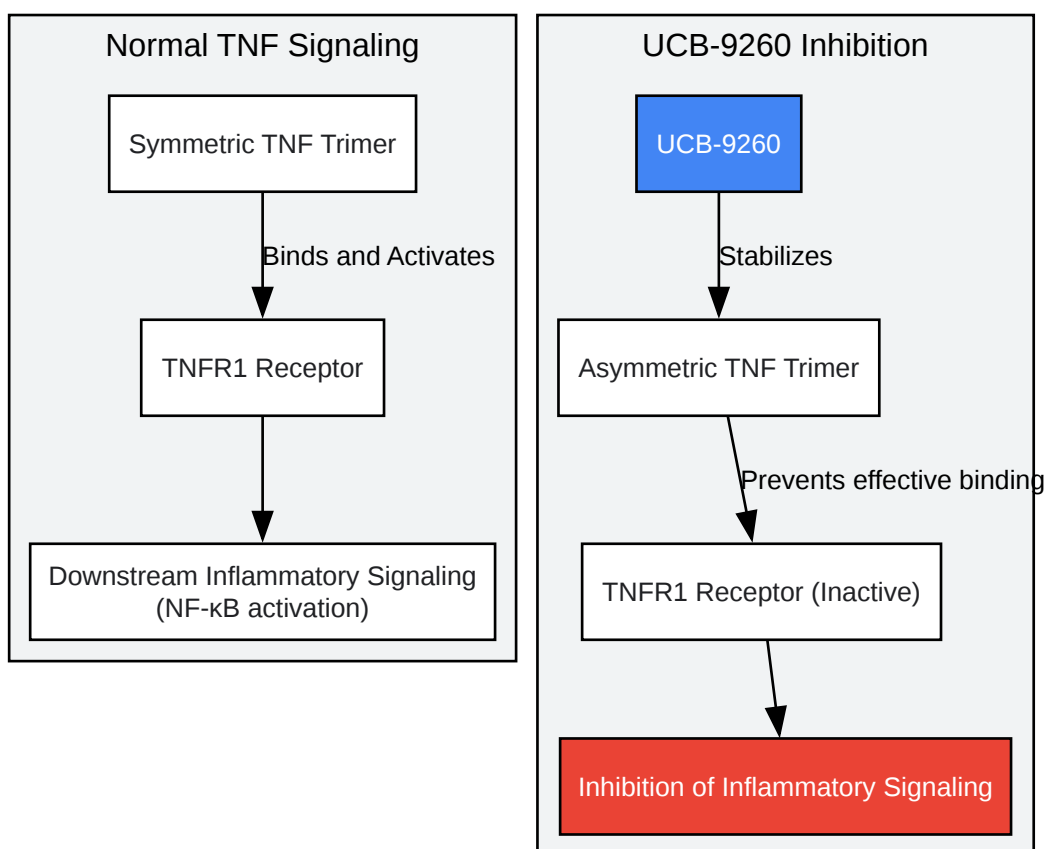 Normal TNF Signaling
Symmetric TNF Trimer
Binds and Activates
TNFR1 Receptor
Downstream Inflammatory Signaling
(NF-κB activation)
UCB-9260 Inhibition
UCB-9260
Stabilizes
Asymmetric TNF Trimer
Prevents effective binding
TNFR1 Receptor (Inactive)
Inhibition of Inflammatory Signaling